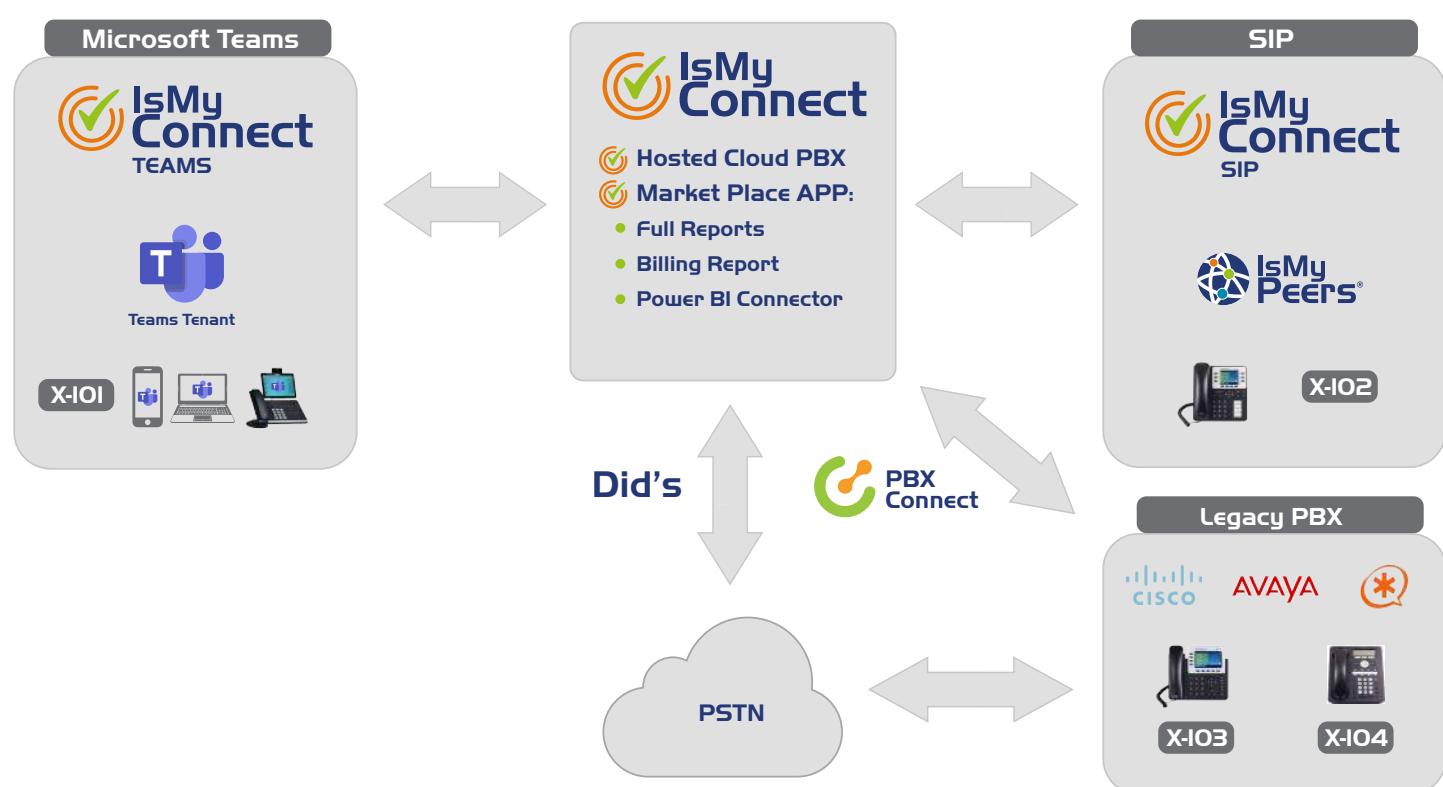 Microsoft Teams
IsMy
Connect
TEAMS
T
Teams Tenant
X-101
IsMy
Connect
Hosted Cloud PBX
Market Place APP:
Full Reports
Billing Report
Power BI Connector
SIP
IsMy
Connect
SIP
IsMy
Peers®
X-102
Did's
PBX
Connect
Legacy PBX
CISCO
AVAYA
X-103
X-104
PSTN